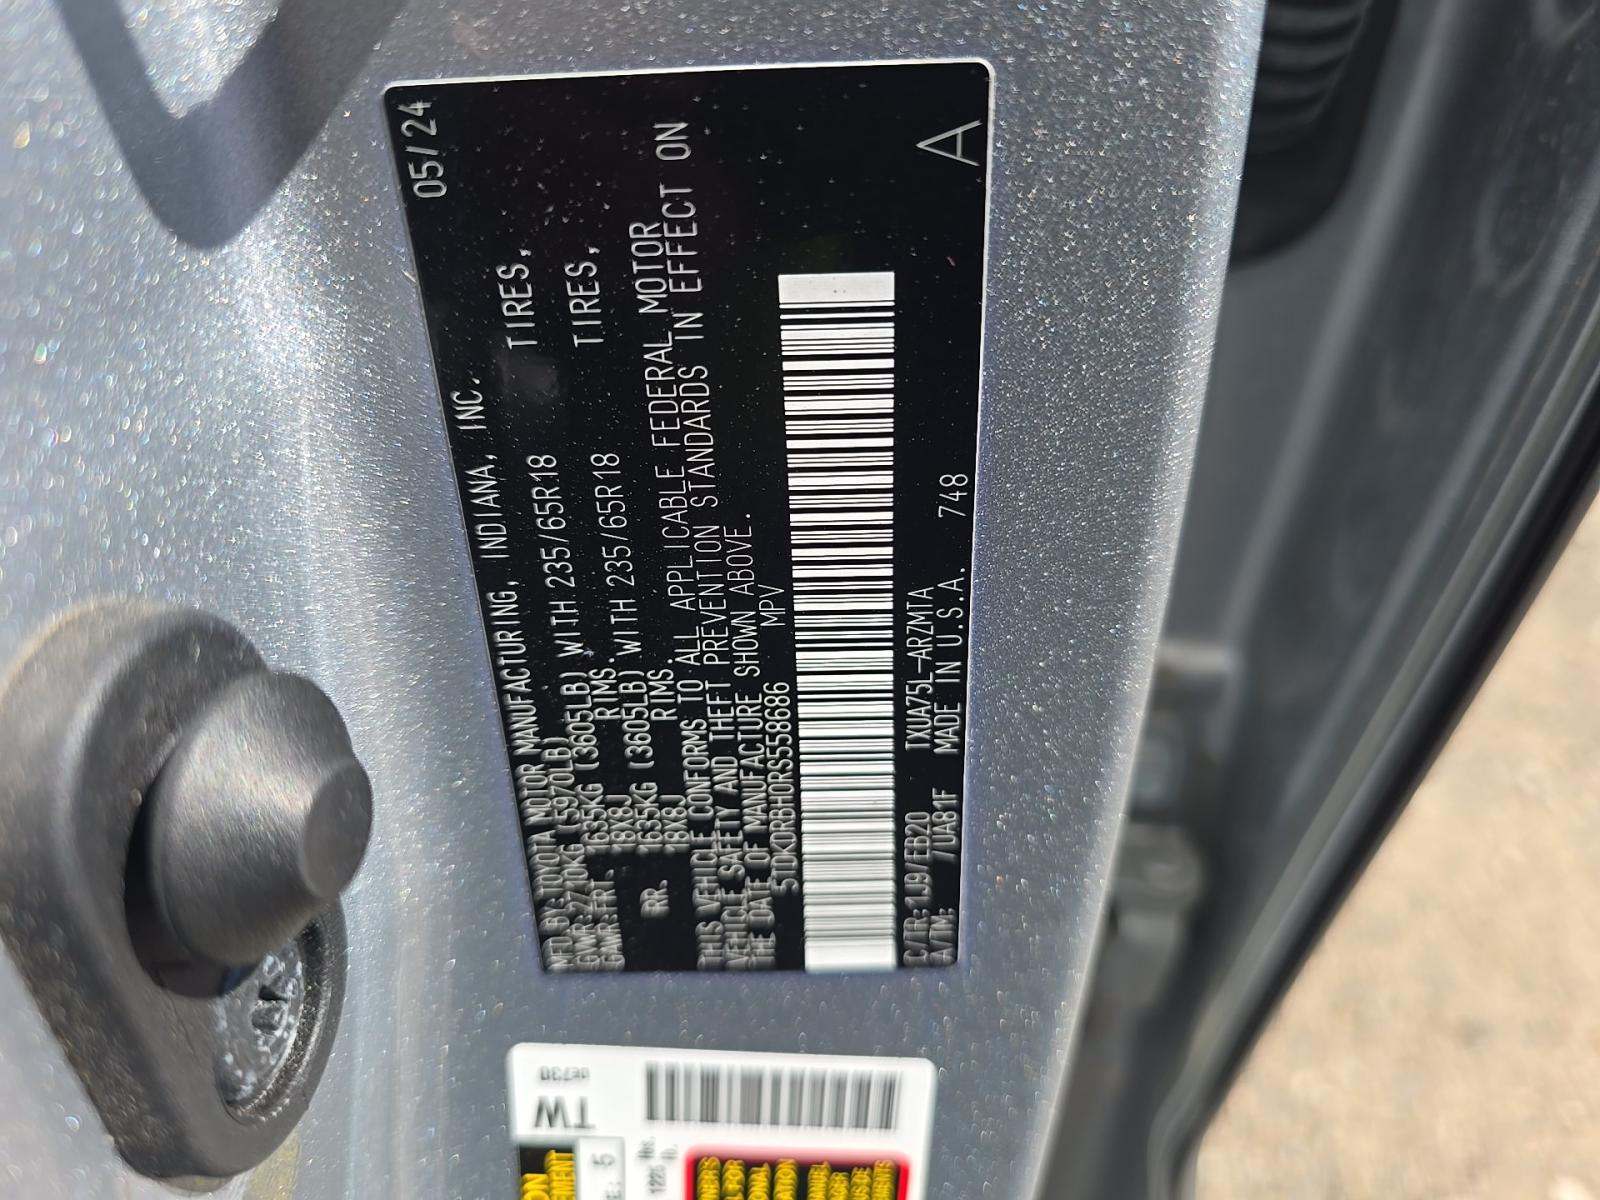 05/24
MFD BY: TOYOTA MOTOR MANUFACTURING, INDIANA, INC.
GVWR: 2710KG (5970LB)
GAWR: FRT. 1635KG (3605LB) WITH 235/65R18 TIRES,
18X8J RIMS.
RR. 1635KG (3605LB) WITH 235/65R18 TIRES,
18X8J RIMS.
THIS VEHICLE CONFORMS TO ALL APPLICABLE FEDERAL MOTOR
VEHICLE SAFETY AND THEFT PREVENTION STANDARDS IN EFFECT ON
THE DATE OF MANUFACTURE SHOWN ABOVE.
5TDKDRBH0RS558686 MPV
C/TR: 1J9/EB20 TXUA75L-ARZMTA
A/TM: /UA81F MADE IN U.S.A. 748
A
TW
5